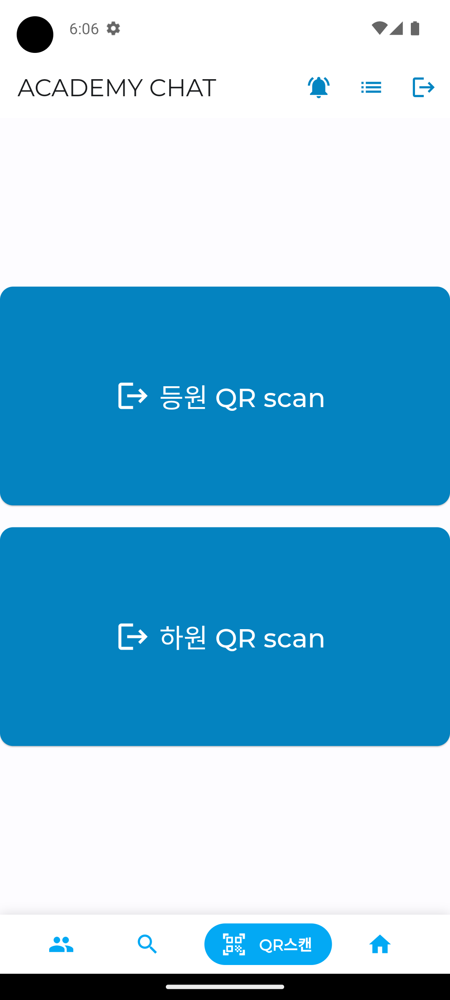 6:06
ACADEMY CHAT
등원 QR scan
하원 QR scan
QR스캔